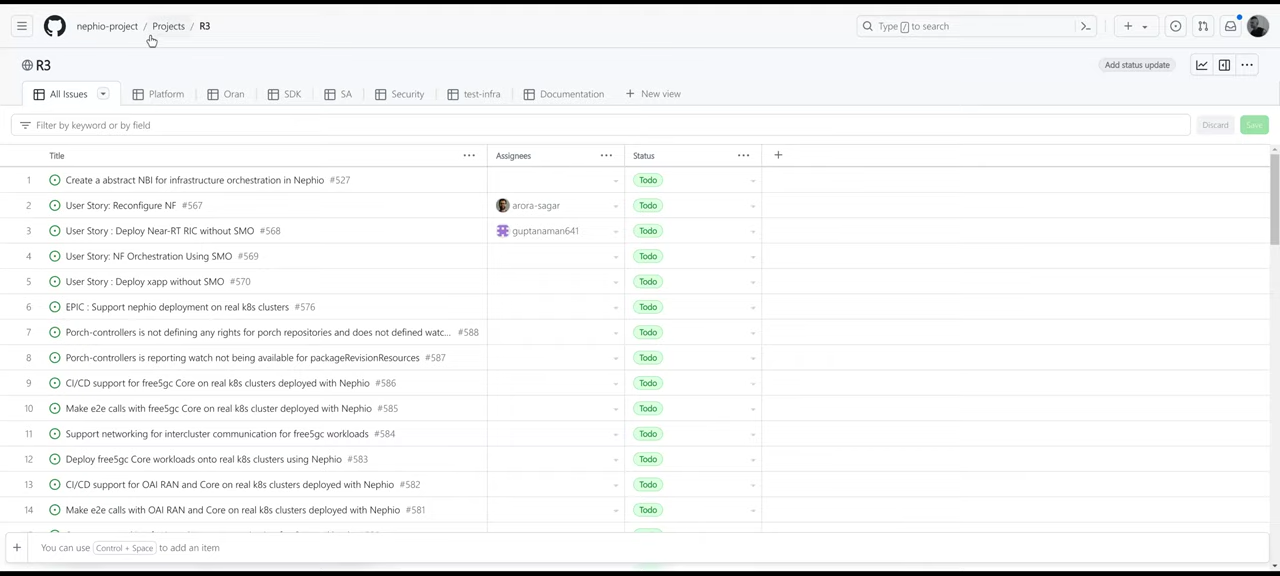 nephio-project / Projects / R3
Type / to search
R3
Add status update
All Issues
Platform
Oran
SDK
SA
Security
test-infra
Documentation
New view
Filter by keyword or by field
Discard
Save
Title
Assignees
Status
1 Create a abstract NBI for infrastructure orchestration in Nephio #527 Todo
2 User Story: Reconfigure NF #567 arora-sagar Todo
3 User Story : Deploy Near-RT RIC without SMO #568 guptanaman641 Todo
4 User Story: NF Orchestration Using SMO #569 Todo
5 User Story : Deploy xapp without SMO #570 Todo
6 EPIC : Support nephio deployment on real k8s clusters #576 Todo
7 Porch-controllers is not defining any rights for porch repositories and does not defined watc... #588 Todo
8 Porch-controllers is reporting watch not being available for packageRevisionResources #587 Todo
9 CI/CD support for free5gc Core on real k8s clusters deployed with Nephio #586 Todo
10 Make e2e calls with free5gc Core on real k8s cluster deployed with Nephio #585 Todo
11 Support networking for intercluster communication for free5gc workloads #584 Todo
12 Deploy free5gc Core workloads onto real k8s clusters using Nephio #583 Todo
13 CI/CD support for OAI RAN and Core on real k8s clusters deployed with Nephio #582 Todo
14 Make e2e calls with OAI RAN and Core on real k8s clusters deployed with Nephio #581 Todo
You can use Control + Space to add an item